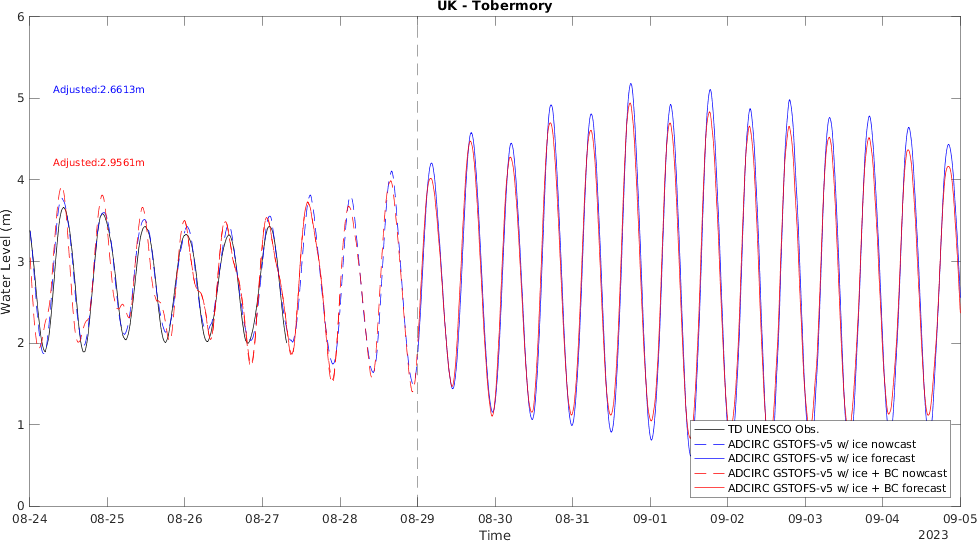 UK - Tobermory
6
5
4
3
2
1
0
Water Level (m)
Adjusted:2.6613m
Adjusted:2.9561m
TD UNESCO Obs.
ADCIRC GSTOFS-v5 w/ ice nowcast
ADCIRC GSTOFS-v5 w/ ice forecast
ADCIRC GSTOFS-v5 w/ ice + BC nowcast
ADCIRC GSTOFS-v5 w/ ice + BC forecast
08-24 08-25 08-26 08-27 08-28 08-29 08-30 08-31 09-01 09-02 09-03 09-04 09-05
Time
2023